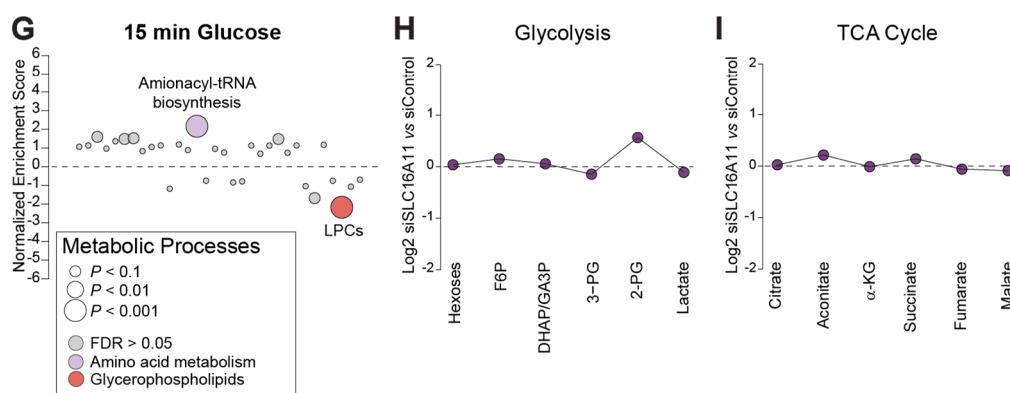 G
15 min Glucose
Normalized Enrichment Score
6
5
4
3
2
1
0
-1
-2
-3
-4
-5
-6
Amionacyl-tRNA
biosynthesis
LPCs
Metabolic Processes
P < 0.1
P < 0.01
P < 0.001
FDR > 0.05
Amino acid metabolism
Glycerophospholipids
H
Glycolysis
Log2 siSLC16A11 vs siControl
2
1
0
-1
-2
Hexoses
F6P
DHAP/GA3P
3-PG
2-PG
Lactate
I
TCA Cycle
Log2 siSLC16A11 vs siControl
2
1
0
-1
-2
Citrate
Aconitate
α-KG
Succinate
Fumarate
Malate